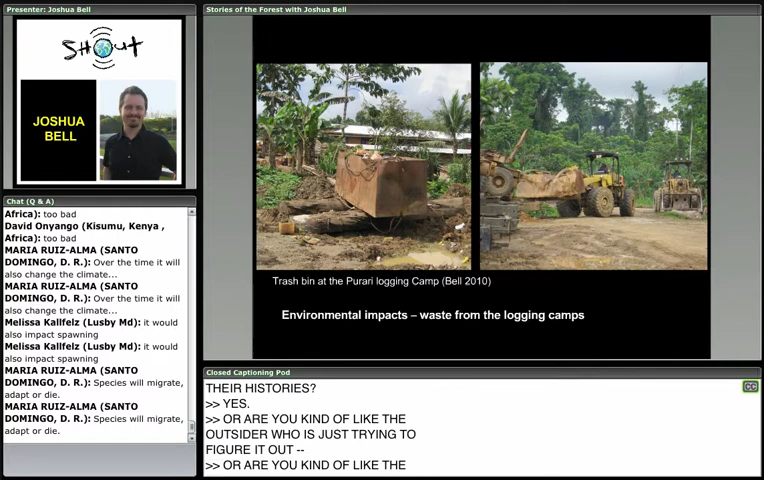 Presenter: Joshua Bell
SHOUT
JOSHUA
BELL
Chat (Q & A)
Africa): too bad
David Onyango (Kisumu, Kenya ,
Africa): too bad
MARIA RUIZ-ALMA (SANTO
DOMINGO, D. R.): Over the time it will
also change the climate...
MARIA RUIZ-ALMA (SANTO
DOMINGO, D. R.): Over the time it will
also change the climate...
Melissa Kallfelz (Lusby Md): it would
also impact spawning
Melissa Kallfelz (Lusby Md): it would
also impact spawning
MARIA RUIZ-ALMA (SANTO
DOMINGO, D. R.): Species will migrate,
adapt or die.
MARIA RUIZ-ALMA (SANTO
DOMINGO, D. R.): Species will migrate,
adapt or die.
Stories of the Forest with Joshua Bell
Trash bin at the Purari logging Camp (Bell 2010)
Environmental impacts – waste from the logging camps
Closed Captioning Pod
CC
THEIR HISTORIES?
>> YES.
>> OR ARE YOU KIND OF LIKE THE
OUTSIDER WHO IS JUST TRYING TO
FIGURE IT OUT --
>> OR ARE YOU KIND OF LIKE THE